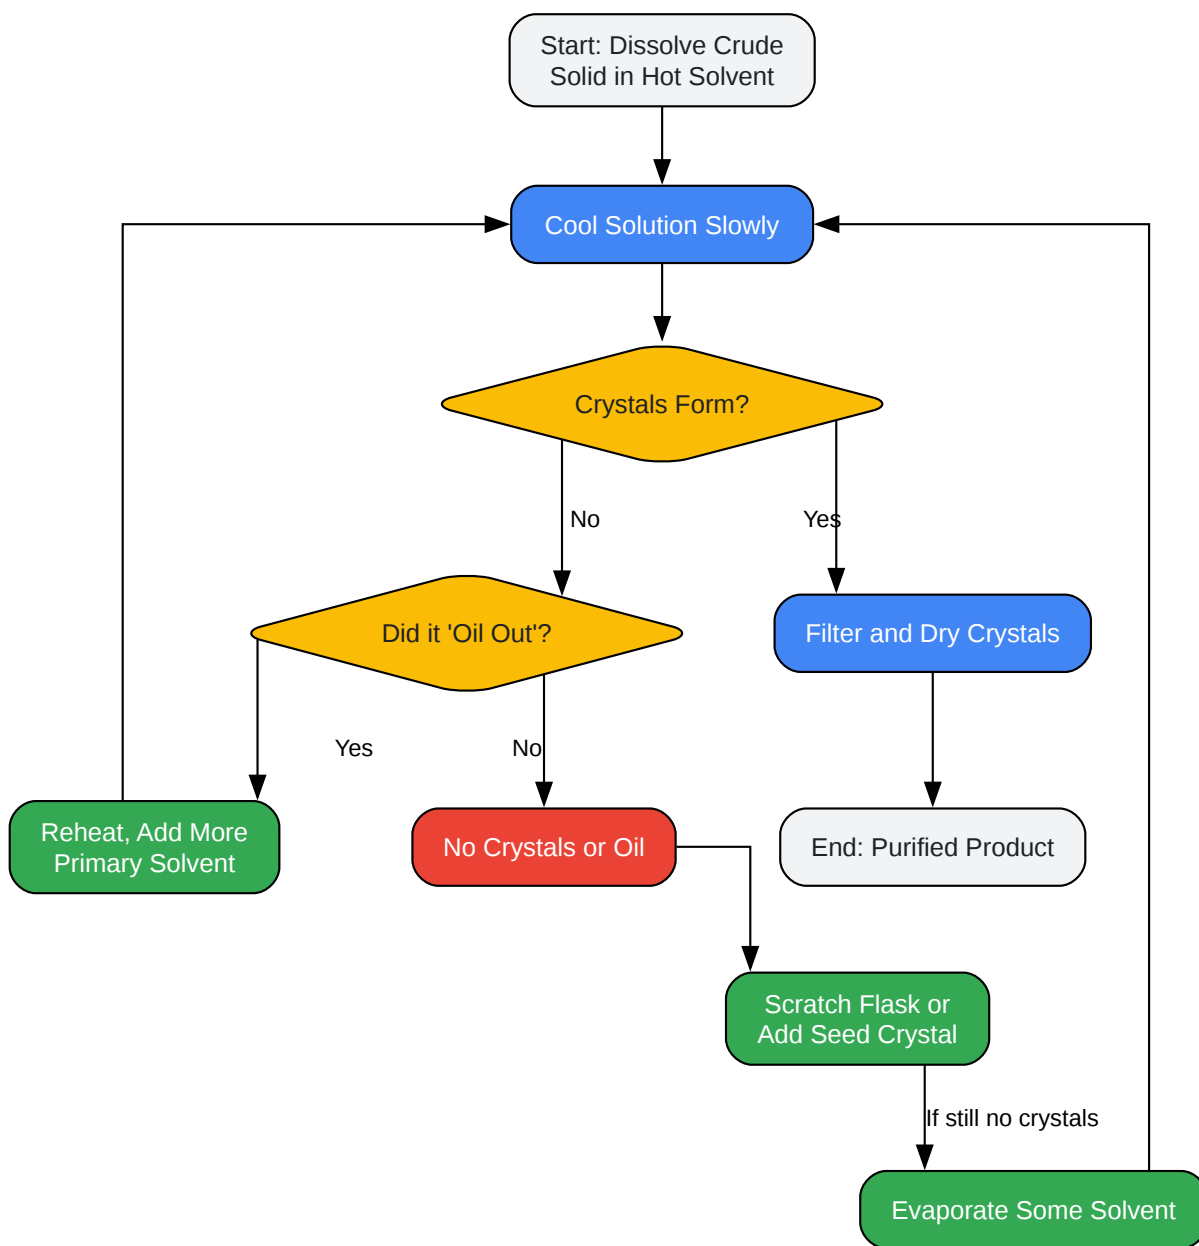 Start: Dissolve Crude
Solid in Hot Solvent
Cool Solution Slowly
Crystals Form?
No
Yes
Did it 'Oil Out'?
Filter and Dry Crystals
Yes
No
Reheat, Add More
Primary Solvent
No Crystals or Oil
End: Purified Product
Scratch Flask or
Add Seed Crystal
If still no crystals
Evaporate Some Solvent